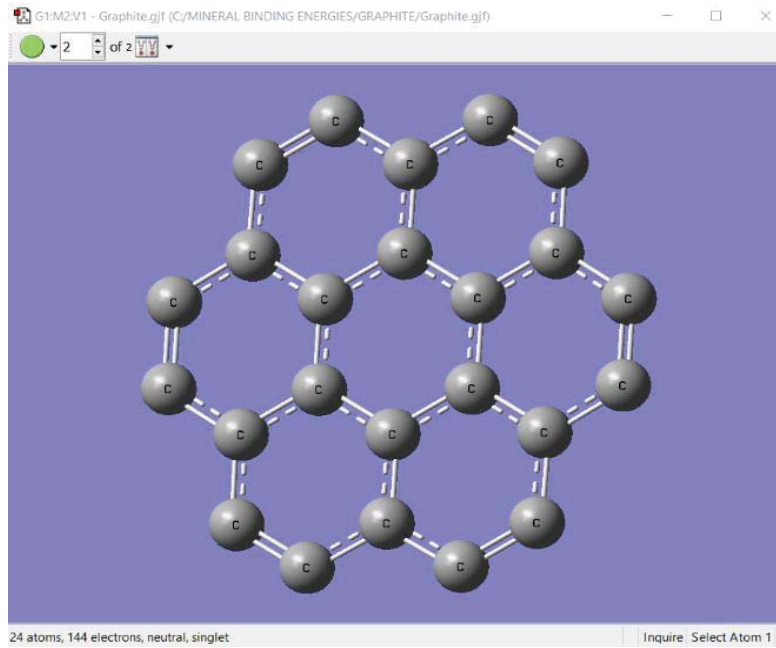 G1:M2:V1 - Graphite.gjf (C:/MINERAL BINDING ENERGIES/GRAPHITE/Graphite.gjf)
2 of 2
C C
C C C
C C C
C C C C
C C C C
C C C
C C C
C C
24 atoms, 144 electrons, neutral, singlet Inquire Select Atom 1